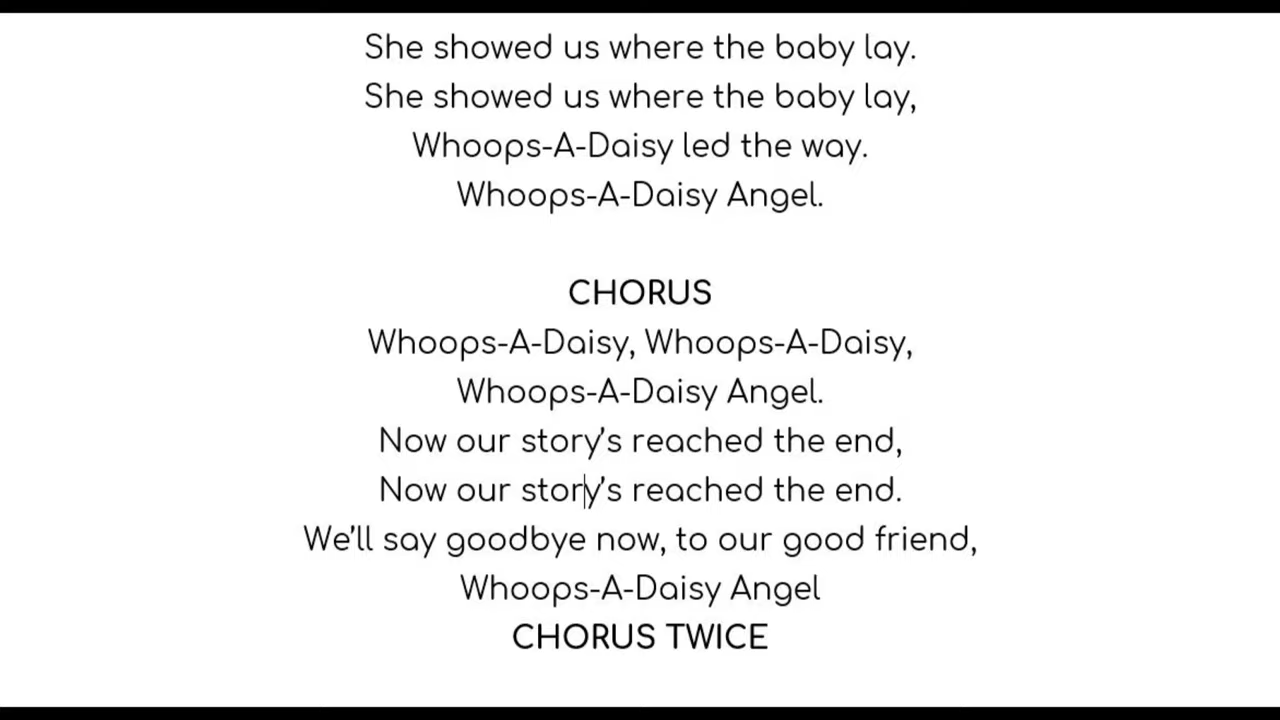 She showed us where the baby lay.
She showed us where the baby lay,
Whoops-A-Daisy led the way.
Whoops-A-Daisy Angel.
CHORUS
Whoops-A-Daisy, Whoops-A-Daisy,
Whoops-A-Daisy Angel.
Now our story's reached the end,
Now our story's reached the end.
We'll say goodbye now, to our good friend,
Whoops-A-Daisy Angel
CHORUS TWICE